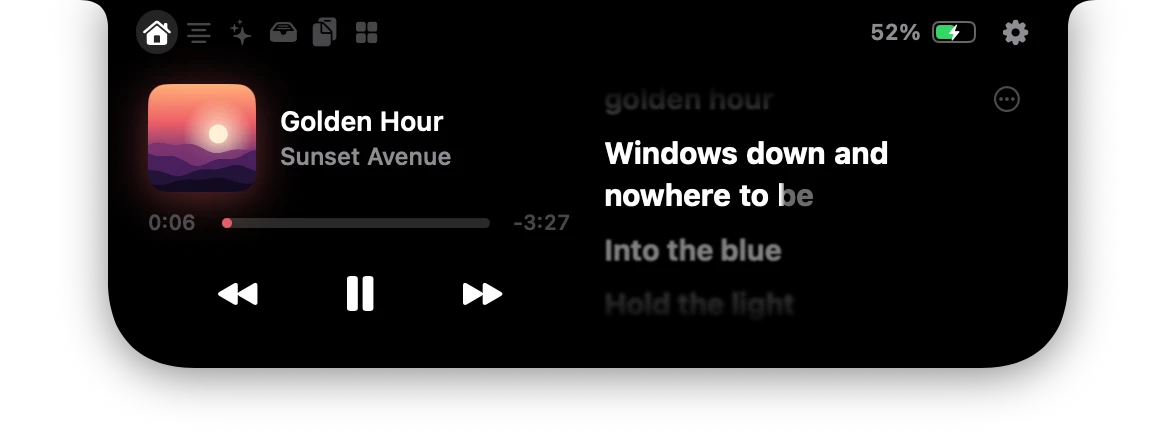 52%
Golden Hour
Sunset Avenue
0:06
-3:27
golden hour
Windows down and
nowhere to be
Into the blue
Hold the light